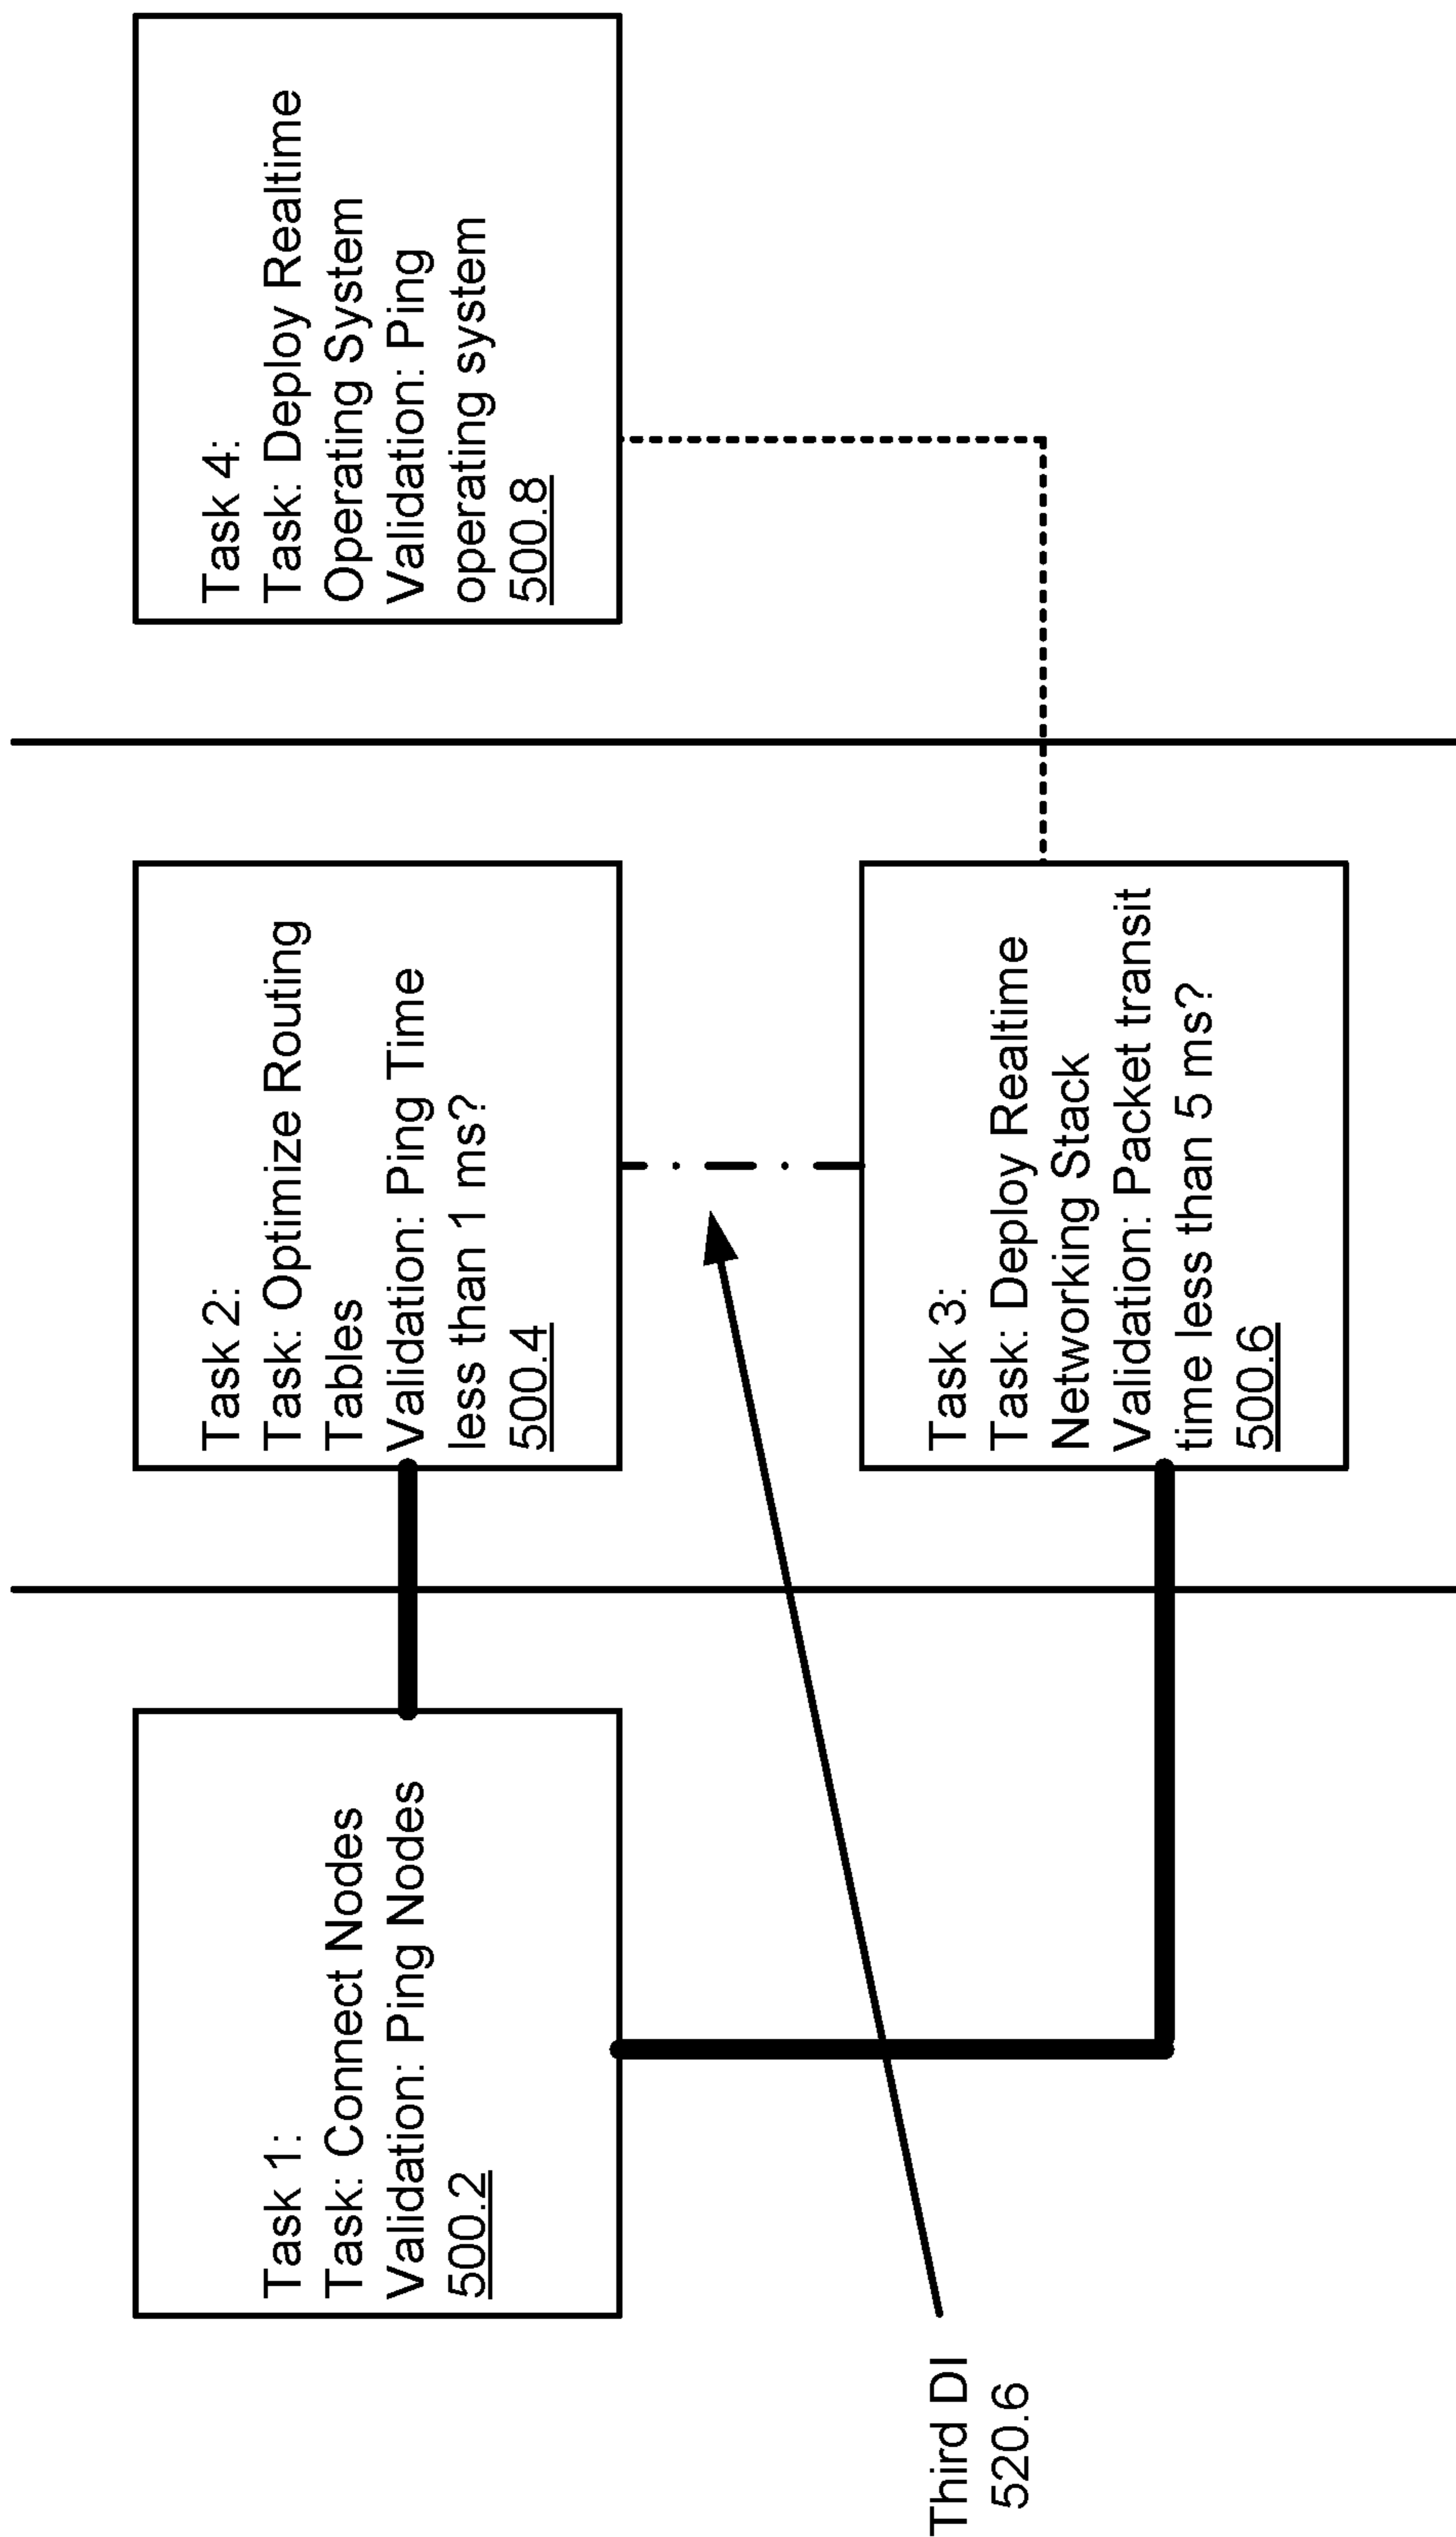 Task 1:
Task: Connect Nodes
Validation: Ping Nodes
500.2
Task 2:
Task: Optimize Routing
Tables
Validation: Ping Time
less than 1 ms?
500.4
Task 4:
Task: Deploy Realtime
Operating System
Validation: Ping
operating system
500.8
Third DI
520.6
Task 3:
Task: Deploy Realtime
Networking Stack
Validation: Packet transit
time less than 5 ms?
500.6